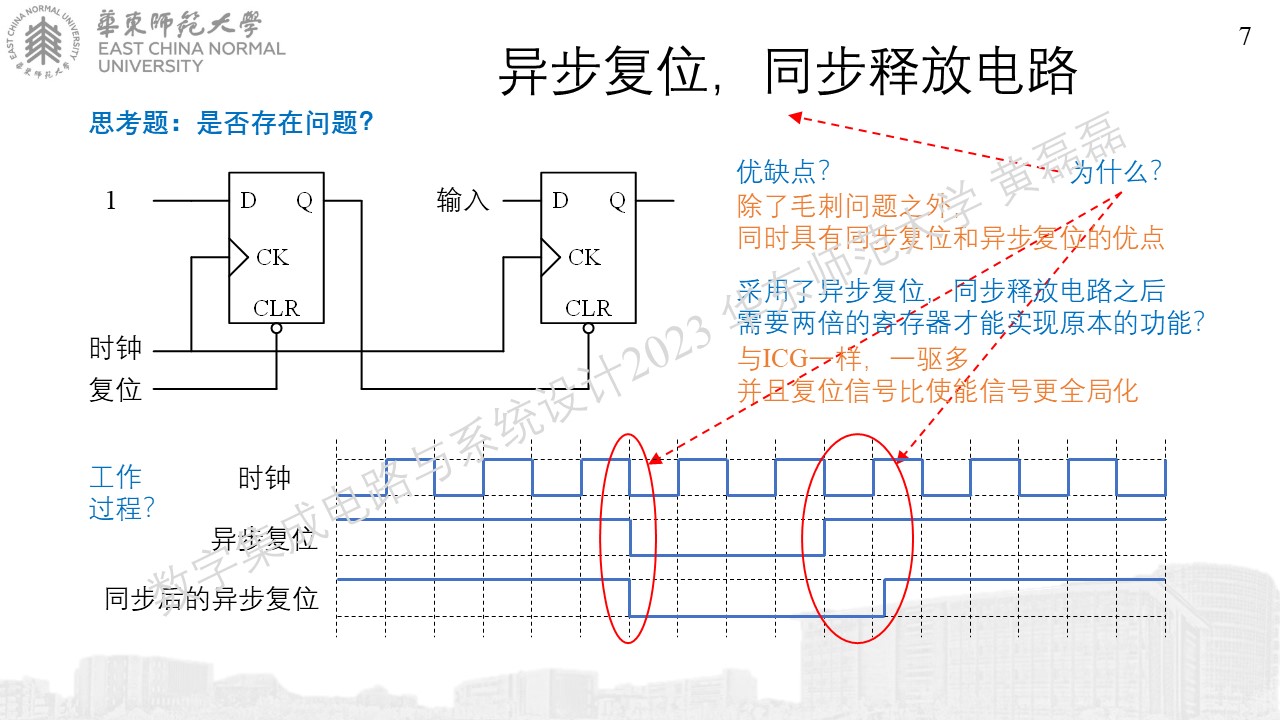 華東師範大學
EAST CHINA NORMAL
UNIVERSITY
EAST CHINA NORMAL UNIVERSITY
華東师范大学
7
异步复位，同步释放电路
思考题：是否存在问题？
1
D Q
CK
CLR
输入
D Q
CK
CLR
时钟
复位
优缺点？
为什么？
除了毛刺问题之外，
同时具有同步复位和异步复位的优点
采用了异步复位，同步释放电路之后
需要两倍的寄存器才能实现原本的功能？
与ICG一样，一驱多
并且复位信号比使能信号更全局化
工作
过程？
时钟
异步复位
同步后的异步复位
数字集成电路与系统设计2023 华东师范大学 黄磊磊